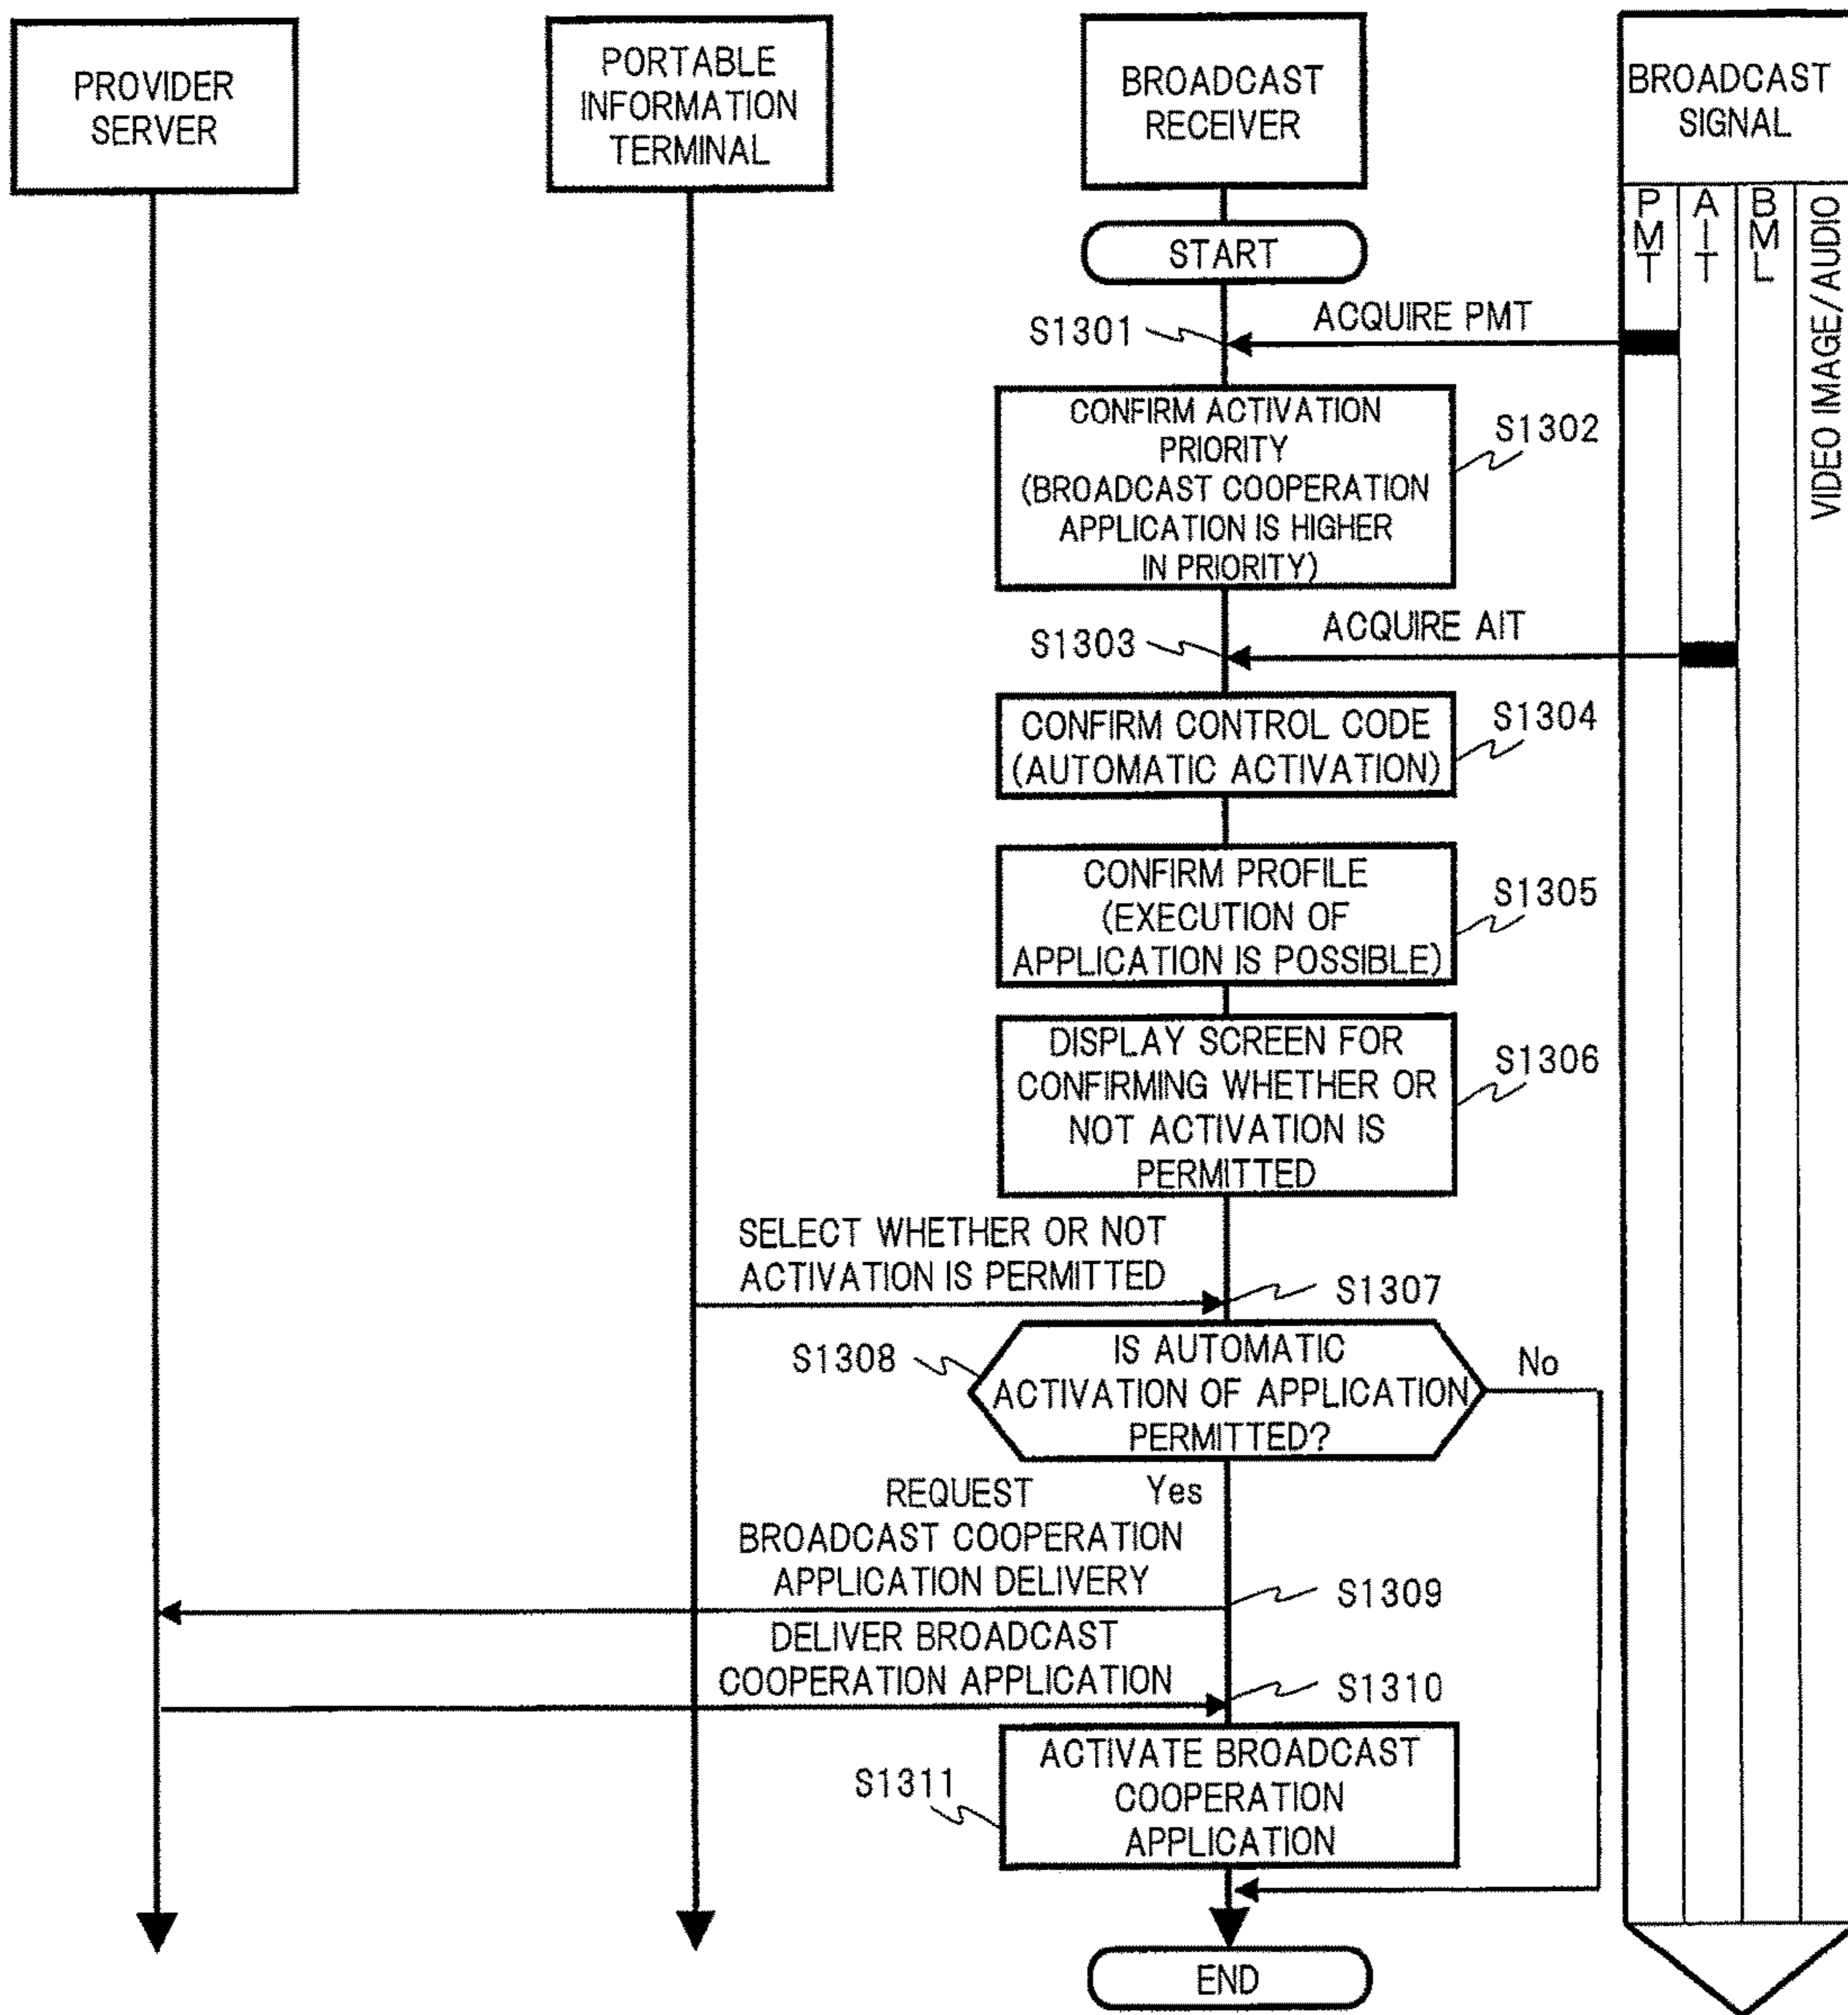 PROVIDER
SERVER
PORTABLE
INFORMATION
TERMINAL
BROADCAST
RECEIVER
BROADCAST
SIGNAL
PMT
AIT
BML
VIDEO IMAGE/AUDIO
START
S1301
ACQUIRE PMT
CONFIRM ACTIVATION
PRIORITY
(BROADCAST COOPERATION
APPLICATION IS HIGHER
IN PRIORITY)
S1302
S1303
ACQUIRE AIT
CONFIRM CONTROL CODE
(AUTOMATIC ACTIVATION)
S1304
CONFIRM PROFILE
(EXECUTION OF
APPLICATION IS POSSIBLE)
S1305
DISPLAY SCREEN FOR
CONFIRMING WHETHER OR
NOT ACTIVATION IS
PERMITTED
S1306
SELECT WHETHER OR NOT
ACTIVATION IS PERMITTED
S1307
S1308
IS AUTOMATIC
ACTIVATION OF APPLICATION
PERMITTED?
No
Yes
REQUEST
BROADCAST COOPERATION
APPLICATION DELIVERY
S1309
DELIVER BROADCAST
COOPERATION APPLICATION
S1310
S1311
ACTIVATE BROADCAST
COOPERATION
APPLICATION
END